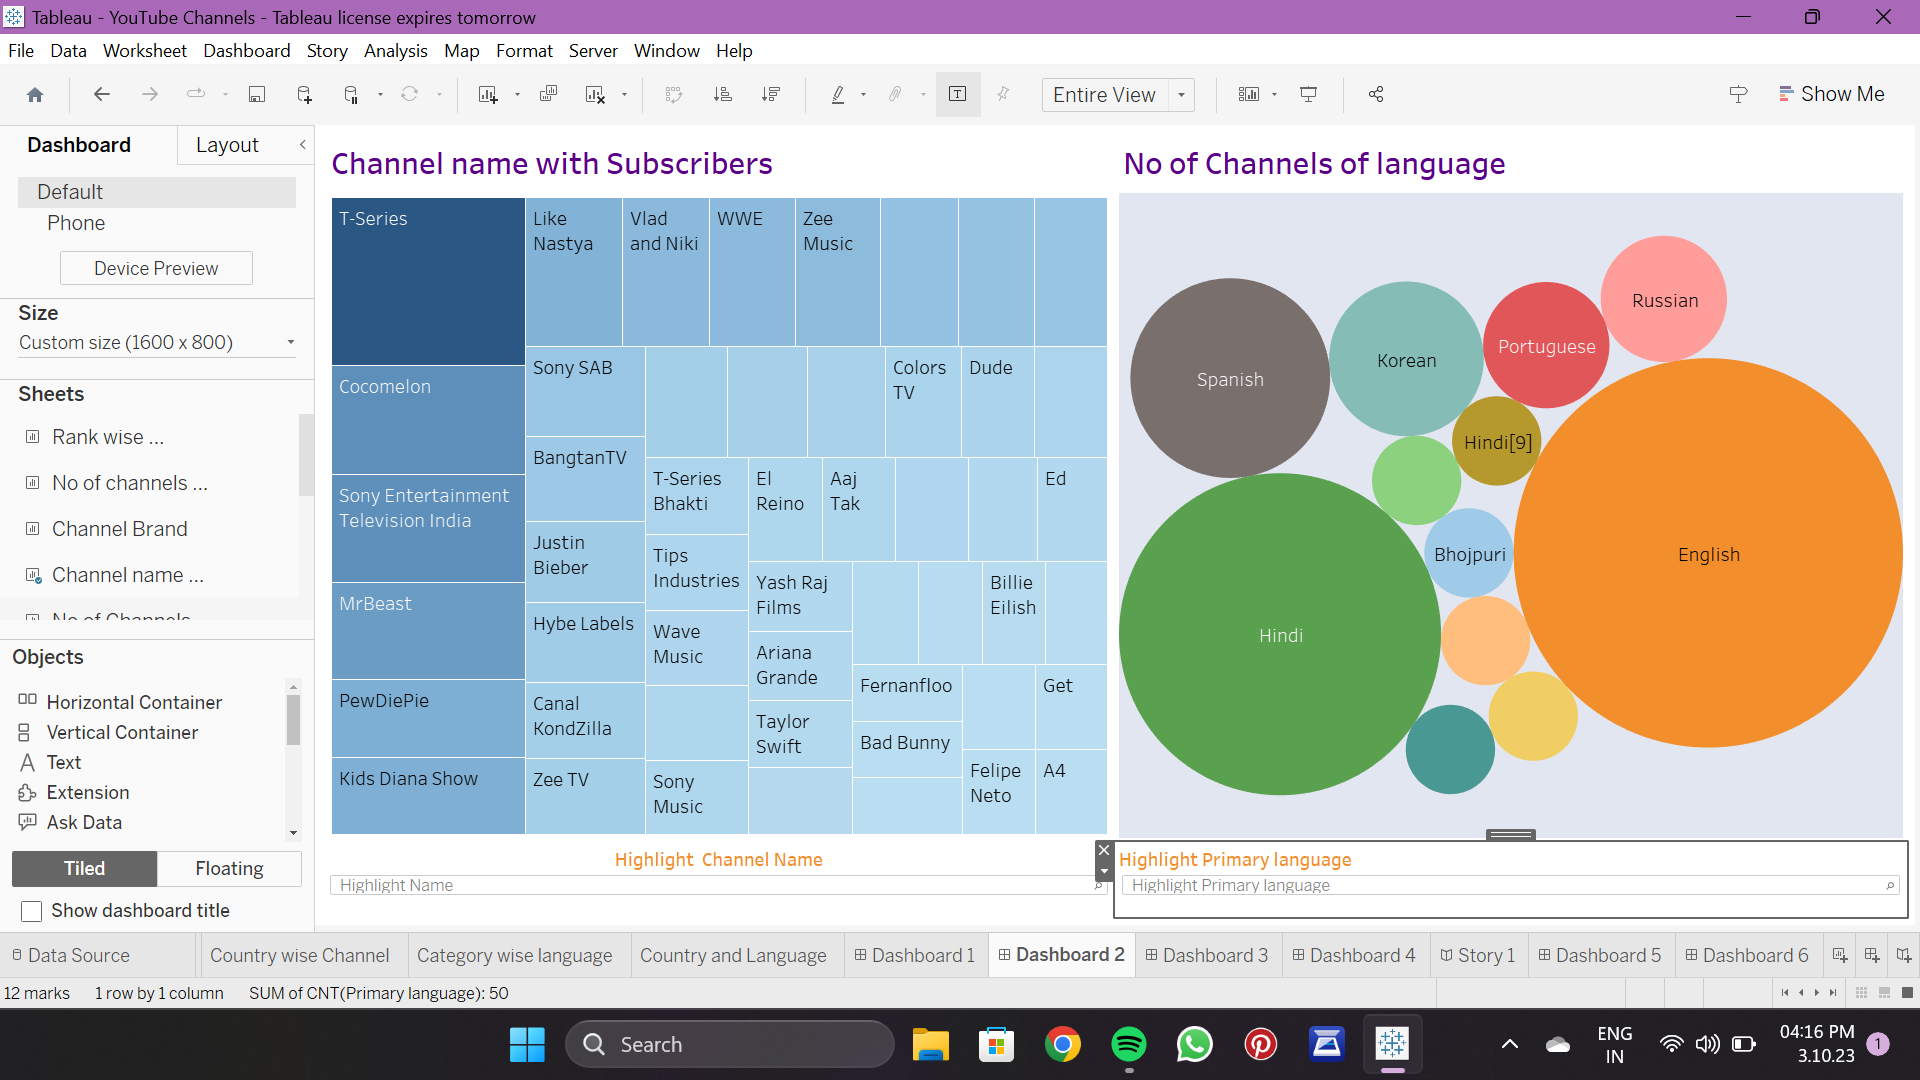 Tableau - YouTube Channels - Tableau license expires tomorrow
File Data Worksheet Dashboard Story Analysis Map Format Server Window Help
Entire View
Show Me
Dashboard
Layout
Default
Phone
Device Preview
Size
Custom size (1600 x 800)
Sheets
Rank wise ...
No of channels ...
Channel Brand
Channel name ...
No of Channels
Objects
Horizontal Container
Vertical Container
Text
Extension
Ask Data
Tiled
Floating
Show dashboard title
Channel name with Subscribers
T-Series
Cocomelon
Sony Entertainment
Television India
MrBeast
PewDiePie
Kids Diana Show
Like
Nastya
Vlad
and Niki
WWE
Zee
Music
Sony SAB
BangtanTV
Justin
Bieber
Hybe Labels
Canal
KondZilla
Zee TV
Colors
TV
Dude
T-Series
Bhakti
Tips
Industries
Wave
Music
Sony
Music
El
Reino
Aaj
Tak
Ed
Yash Raj
Films
Ariana
Grande
Taylor
Swift
Billie
Eilish
Fernanfloo
Bad Bunny
Get
Felipe
Neto
A4
Highlight Channel Name
Highlight Name
No of Channels of language
Spanish
Korean
Portuguese
Russian
Hindi[9]
Bhojpuri
English
Hindi
Highlight Primary language
Highlight Primary language
Data Source
Country wise Channel
Category wise language
Country and Language
Dashboard 1
Dashboard 2
Dashboard 3
Dashboard 4
Story 1
Dashboard 5
Dashboard 6
12 marks
1 row by 1 column
SUM of CNT(Primary language): 50
Search
ENG
IN
04:16 PM
3.10.23
1